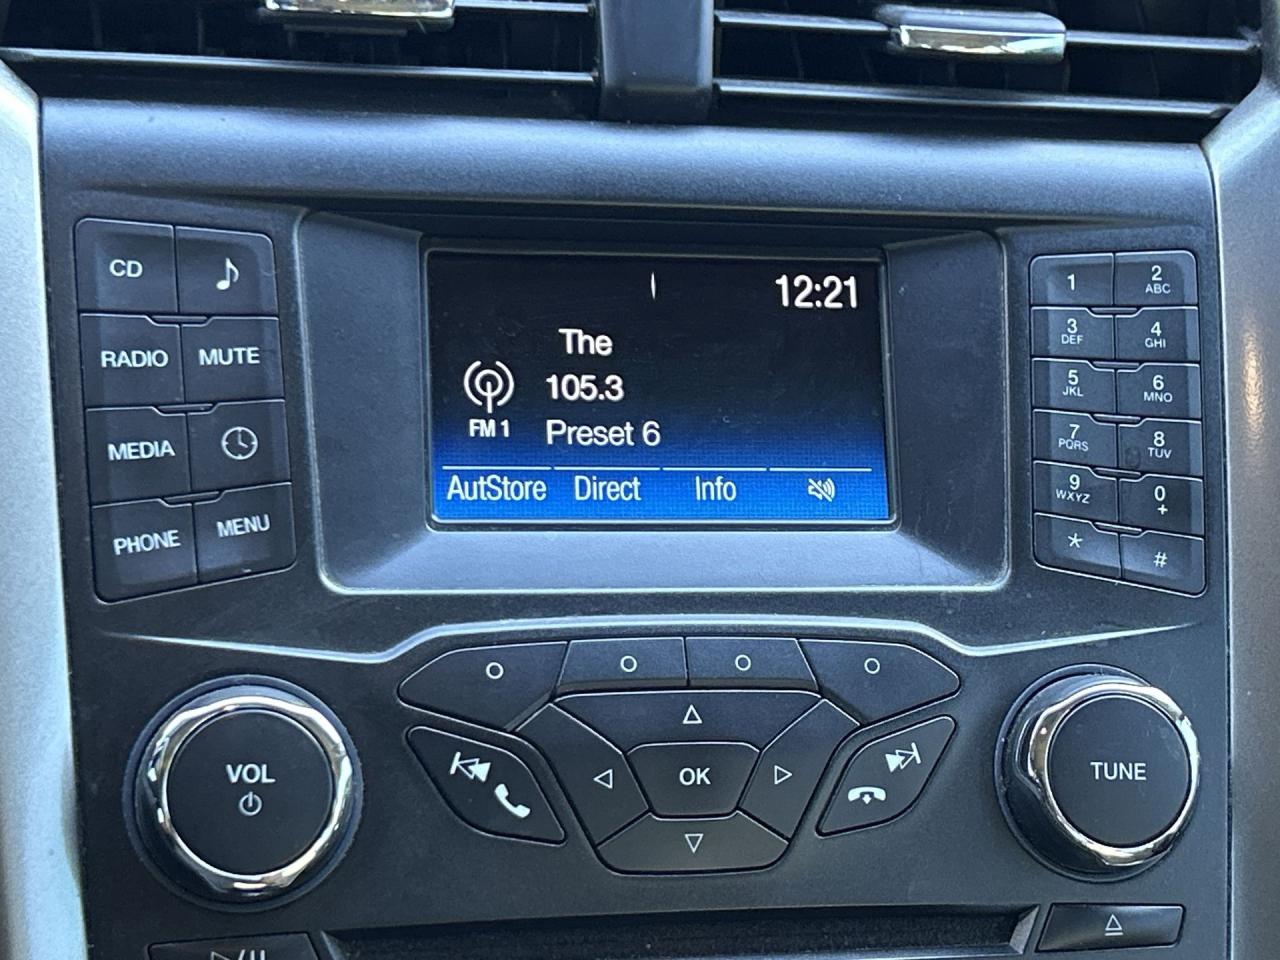 12:21
The
105.3
FM 1
Preset 6
AutStore Direct Info
CD
RADIO MUTE
MEDIA
PHONE MENU
1 2 ABC
3 DEF 4 GHI
5 JKL 6 MNO
7 PQRS 8 TUV
9 WXYZ 0 +
* #
VOL
OK
TUNE